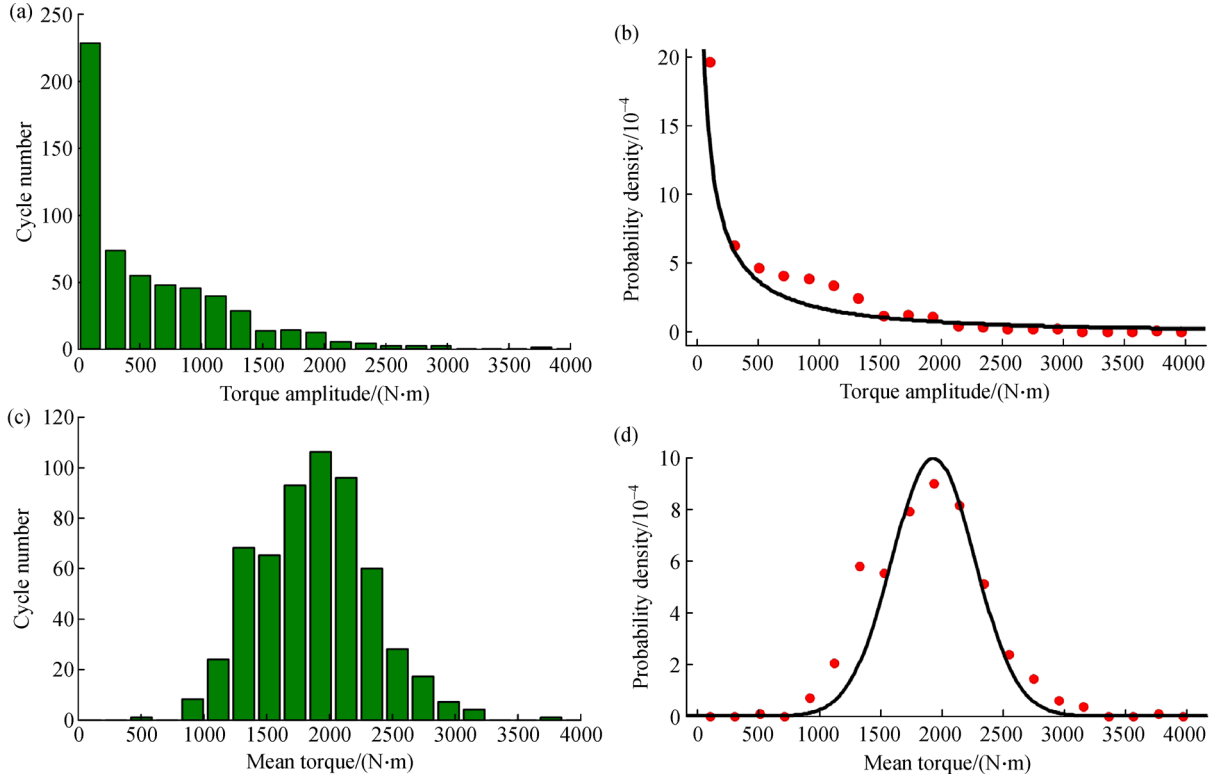 (a)
250
200
150
100
50
0
Cycle number
500 1000 1500 2000 2500 3000 3500 4000
Torque amplitude/(N·m)
(b)
20
15
10
5
0
Probability density/10⁻⁴
0 500 1000 1500 2000 2500 3000 3500 4000
Torque amplitude/(N·m)
(c)
120
100
80
60
40
20
0
Cycle number
0 500 1000 1500 2000 2500 3000 3500 4000
Mean torque/(N·m)
(d)
10
8
6
4
2
0
Probability density/10⁻⁴
0 500 1000 1500 2000 2500 3000 3500 4000
Mean torque/(N·m)